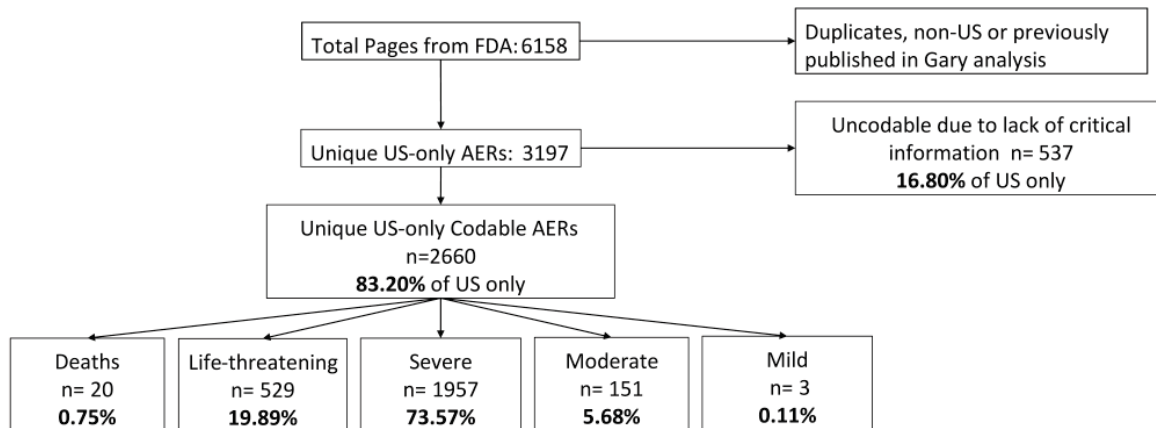 Total Pages from FDA: 6158
Duplicates, non-US or previously
published in Gary analysis
Unique US-only AERs: 3197
Uncodable due to lack of critical
information n= 537
16.80% of US only
Unique US-only Codable AERs
n=2660
83.20% of US only
Deaths
n= 20
0.75%
Life-threatening
n= 529
19.89%
Severe
n= 1957
73.57%
Moderate
n= 151
5.68%
Mild
n= 3
0.11%